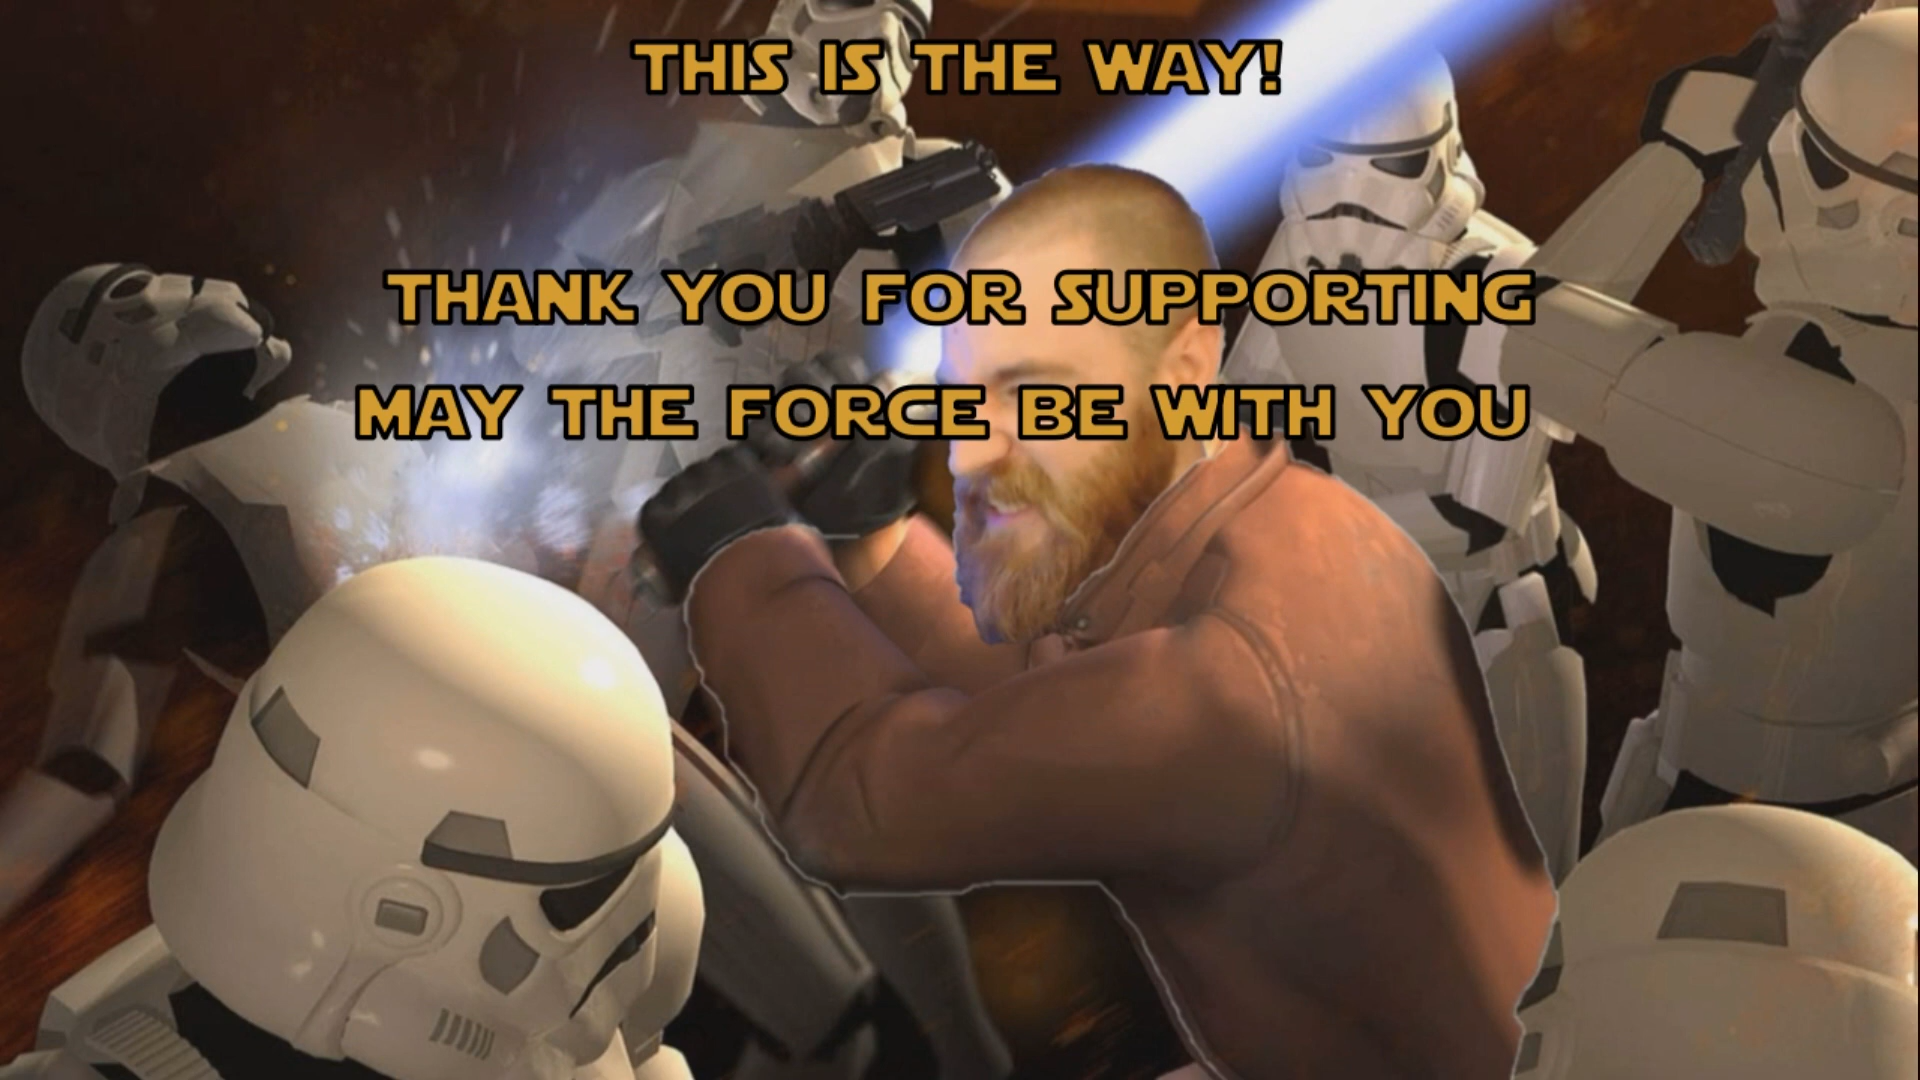 THIS IS THE WAY!
THANK YOU FOR SUPPORTING
MAY THE FORCE BE WITH YOU